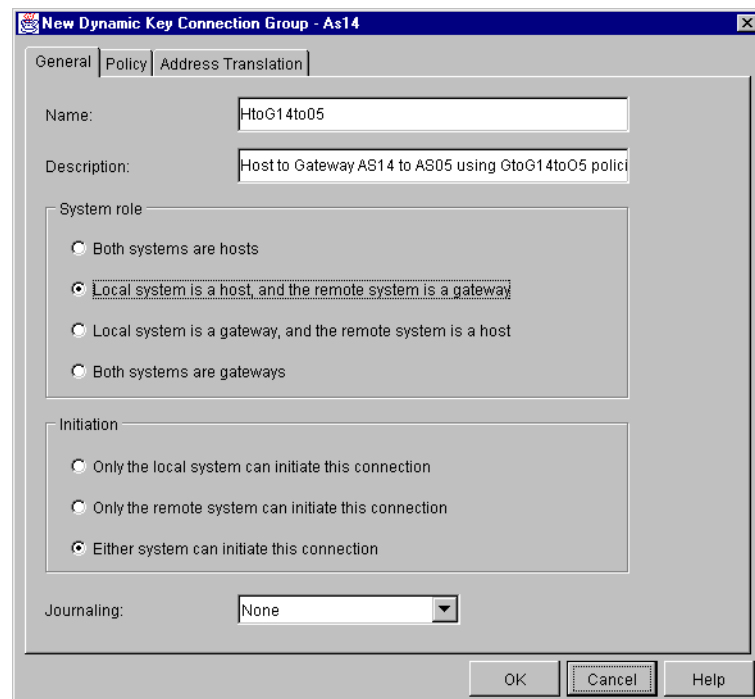 New Dynamic Key Connection Group - As14
General Policy Address Translation
Name: HtoG14to05
Description: Host to Gateway AS14 to AS05 using GtoG14toO5 polici
System role
Both systems are hosts
Local system is a host, and the remote system is a gateway
Local system is a gateway, and the remote system is a host
Both systems are gateways
Initiation
Only the local system can initiate this connection
Only the remote system can initiate this connection
Either system can initiate this connection
Journaling: None
OK Cancel Help